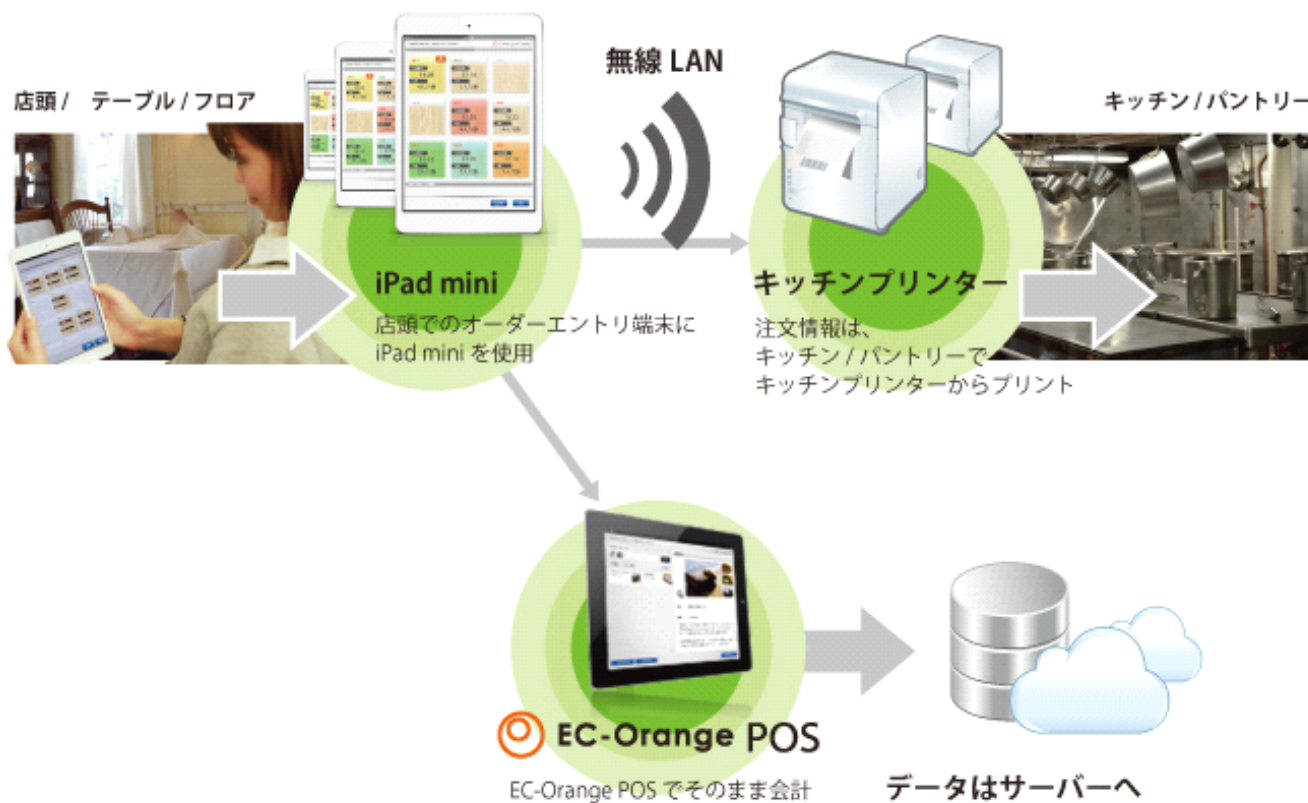 無線 LAN
店頭 / テーブル / フロア
キッチン / パントリー
iPad mini
店頭でのオーダーエントリ端末に
iPad mini を使用
キッチンプリンター
注文情報は、
キッチン / パントリーで
キッチンプリンターからプリント
EC-Orange POS
EC-Orange POS でそのまま会計
データはサーバーへ